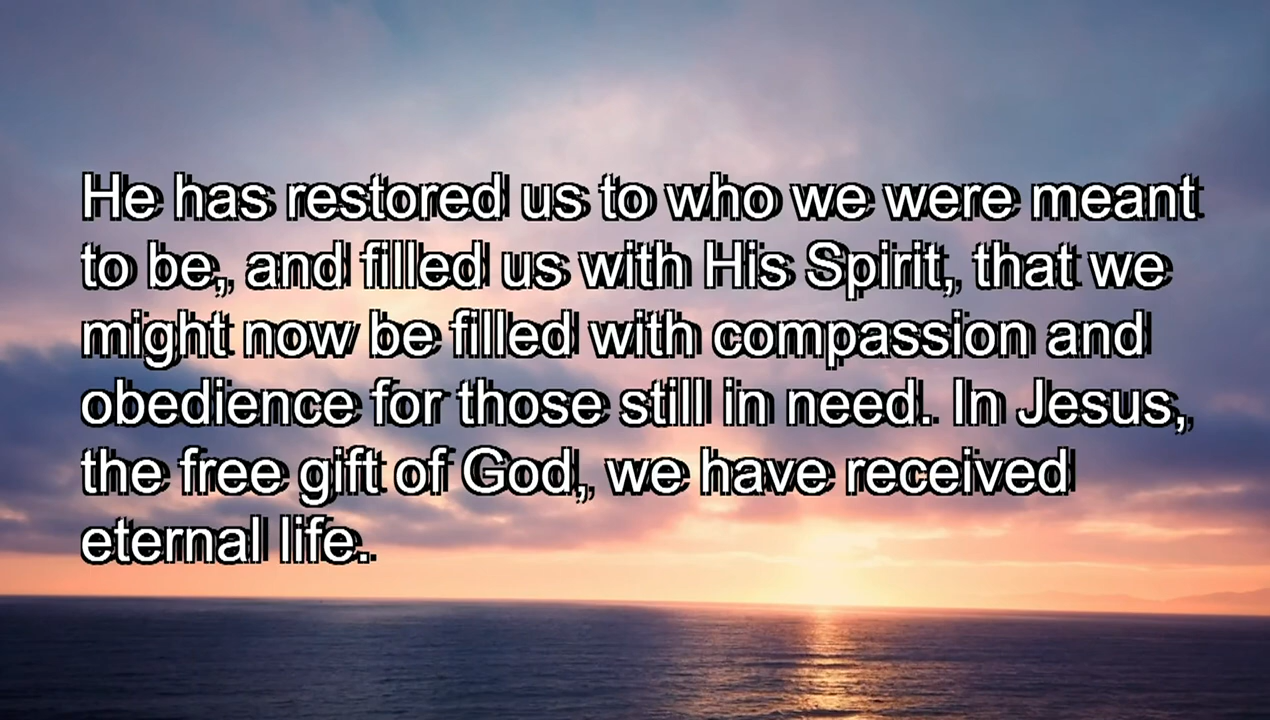 He has restored us to who we were meant
to be, and filled us with His Spirit, that we
might now be filled with compassion and
obedience for those still in need. In Jesus,
the free gift of God, we have received
eternal life.